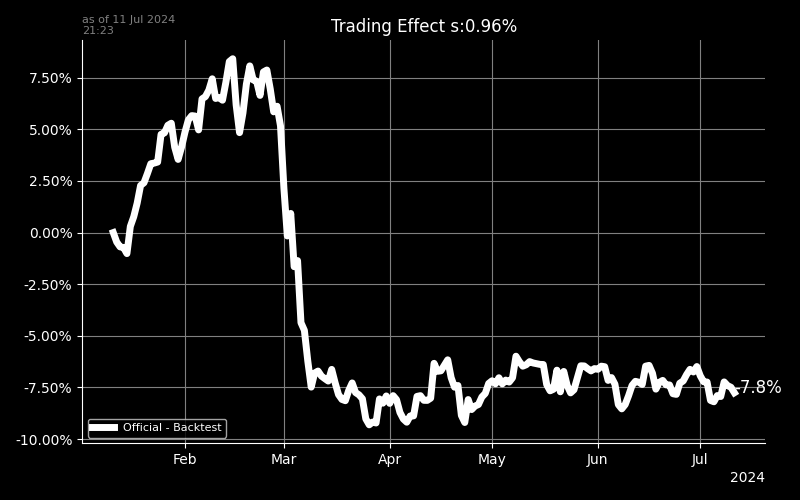 as of 11 Jul 2024
21:23
Trading Effect s:0.96%
7.50%
5.00%
2.50%
0.00%
-2.50%
-5.00%
-7.50%
-10.00%
-7.8%
Official - Backtest
Feb Mar Apr May Jun Jul
2024